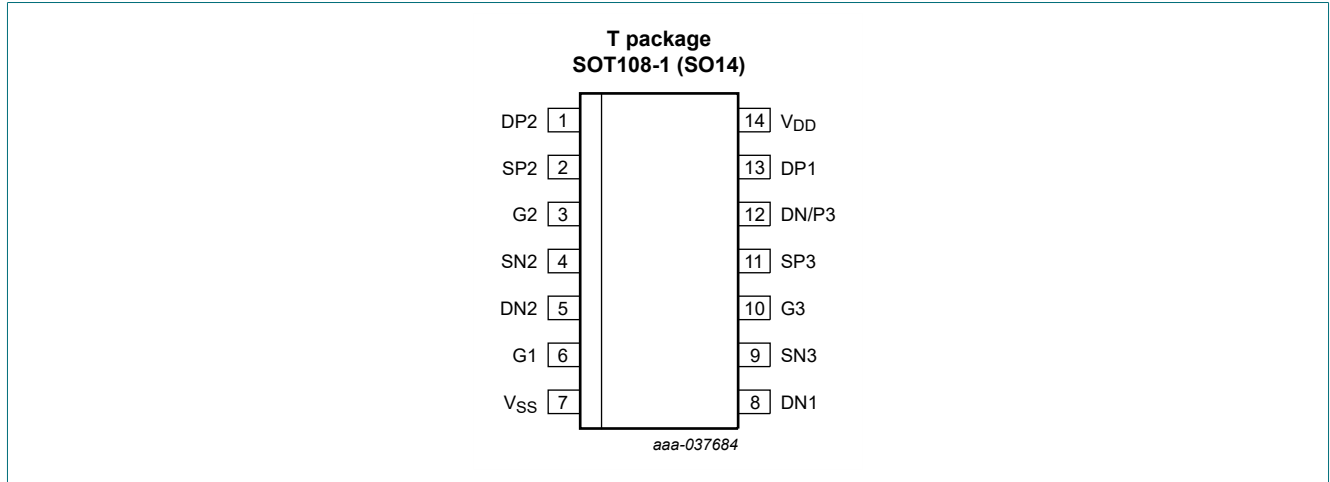 T package
SOT108-1 (SO14)
DP2 1
14 VDD
SP2 2
13 DP1
G2 3
12 DN/P3
SN2 4
11 SP3
DN2 5
10 G3
G1 6
9 SN3
VSS 7
8 DN1
aaa-037684